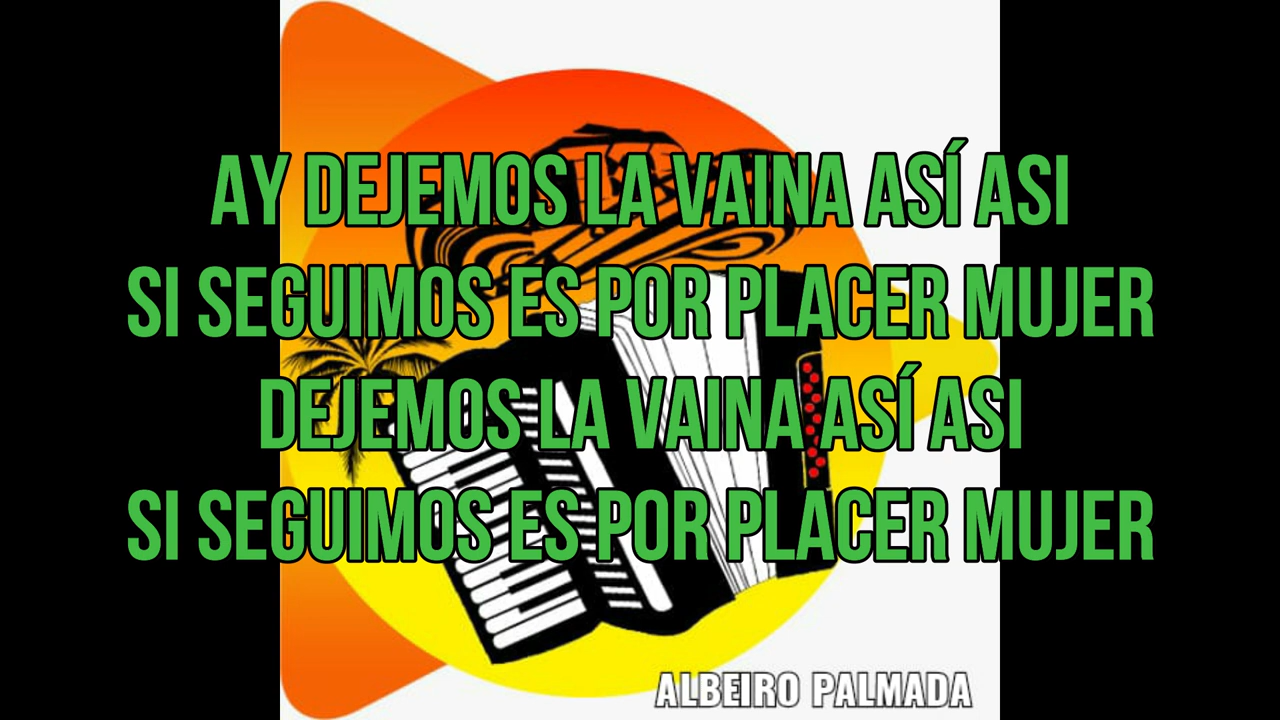 AY DEJEMOS LA VAINA ASÍ ASI
SI SEGUIMOS ES POR PLACER MUJER
DEJEMOS LA VAINA ASÍ ASI
SI SEGUIMOS ES POR PLACER MUJER
ALBEIRO PALMADA